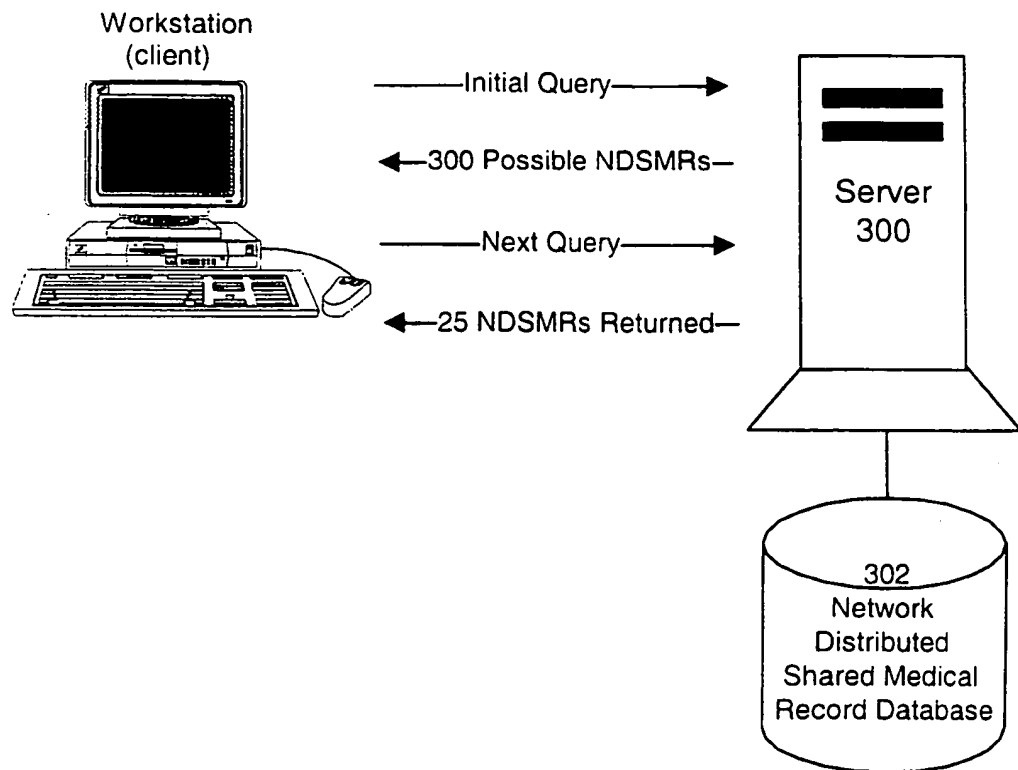 Workstation
(client)
Initial Query
300 Possible NDSMRs
Next Query
25 NDSMRs Returned
Server
300
302
Network
Distributed
Shared Medical
Record Database